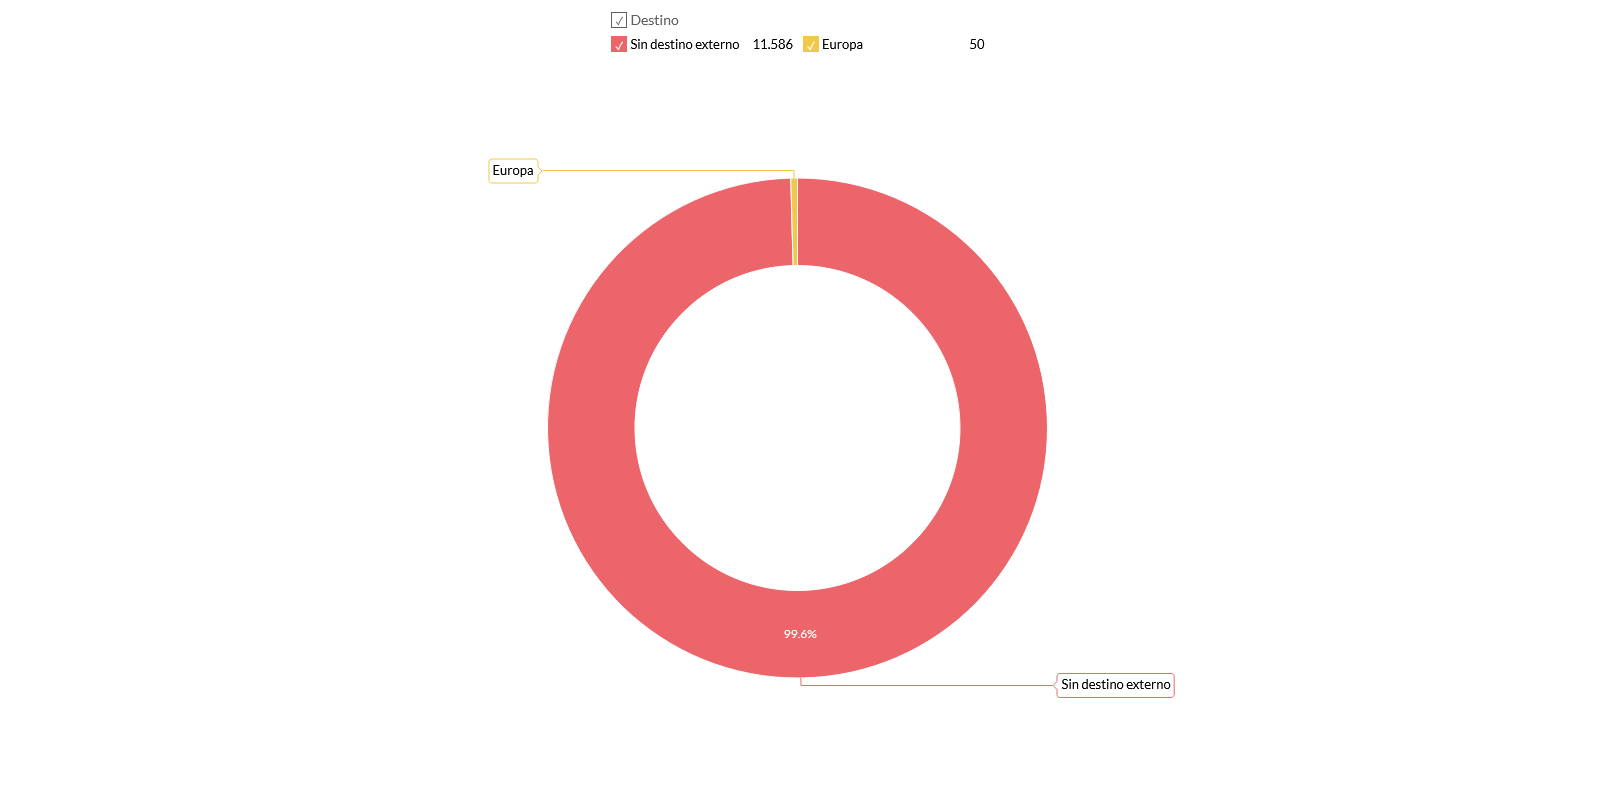 Destino
Sin destino externo 11.586 Europa 50
Europa
99.6%
Sin destino externo